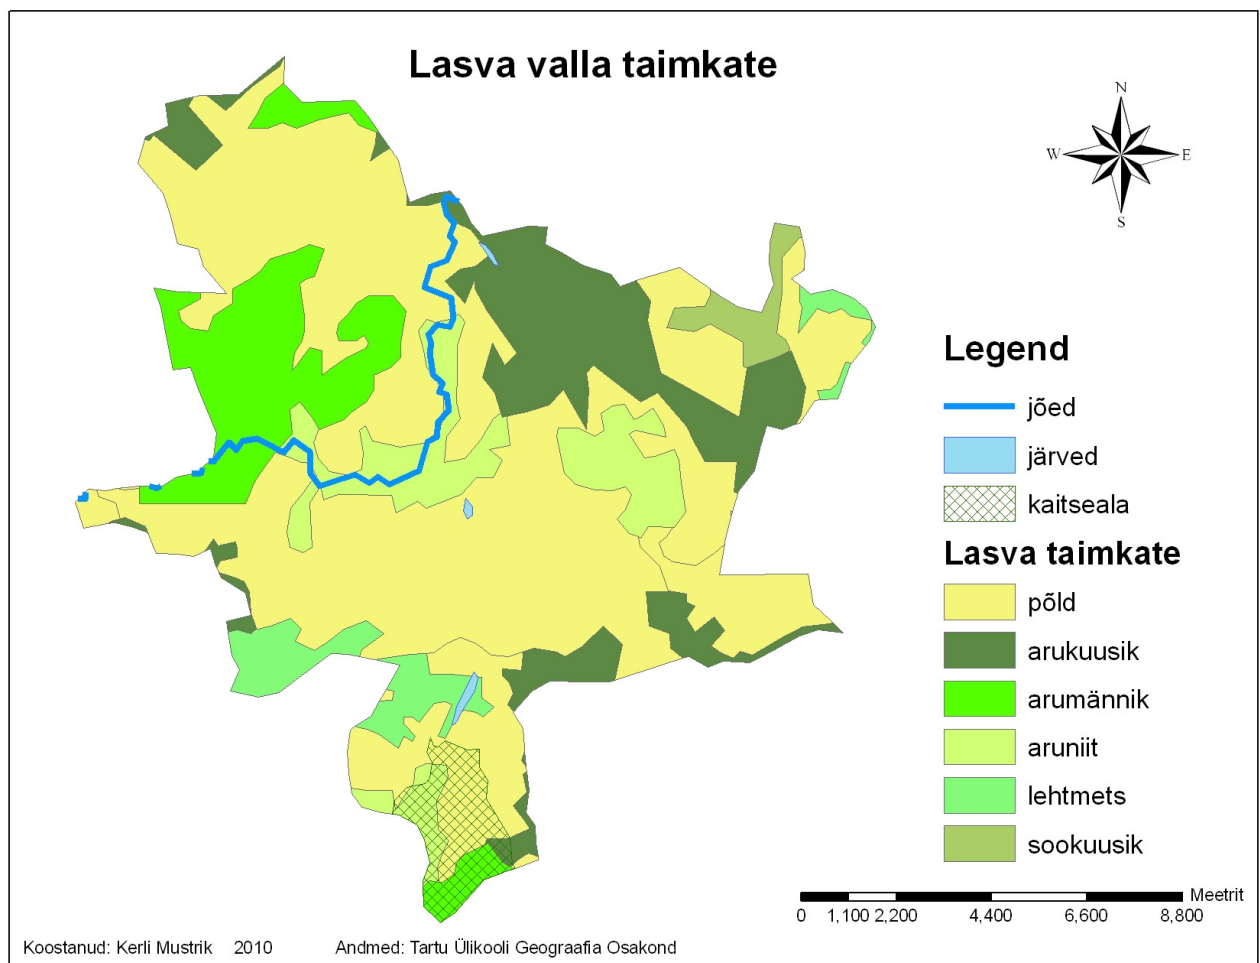 Lasva valla taimkate
N
W E
S
Legend
jõed
järved
kaitseala
Lasva taimkate
põld
arukuusik
arumännik
aruniit
lehtmets
sookuusik
Meetrit
0 1,100 2,200 4,400 6,600 8,800
Koostanud: Kerli Mustrik 2010 Andmed: Tartu Ülikooli Geograafia Osakond